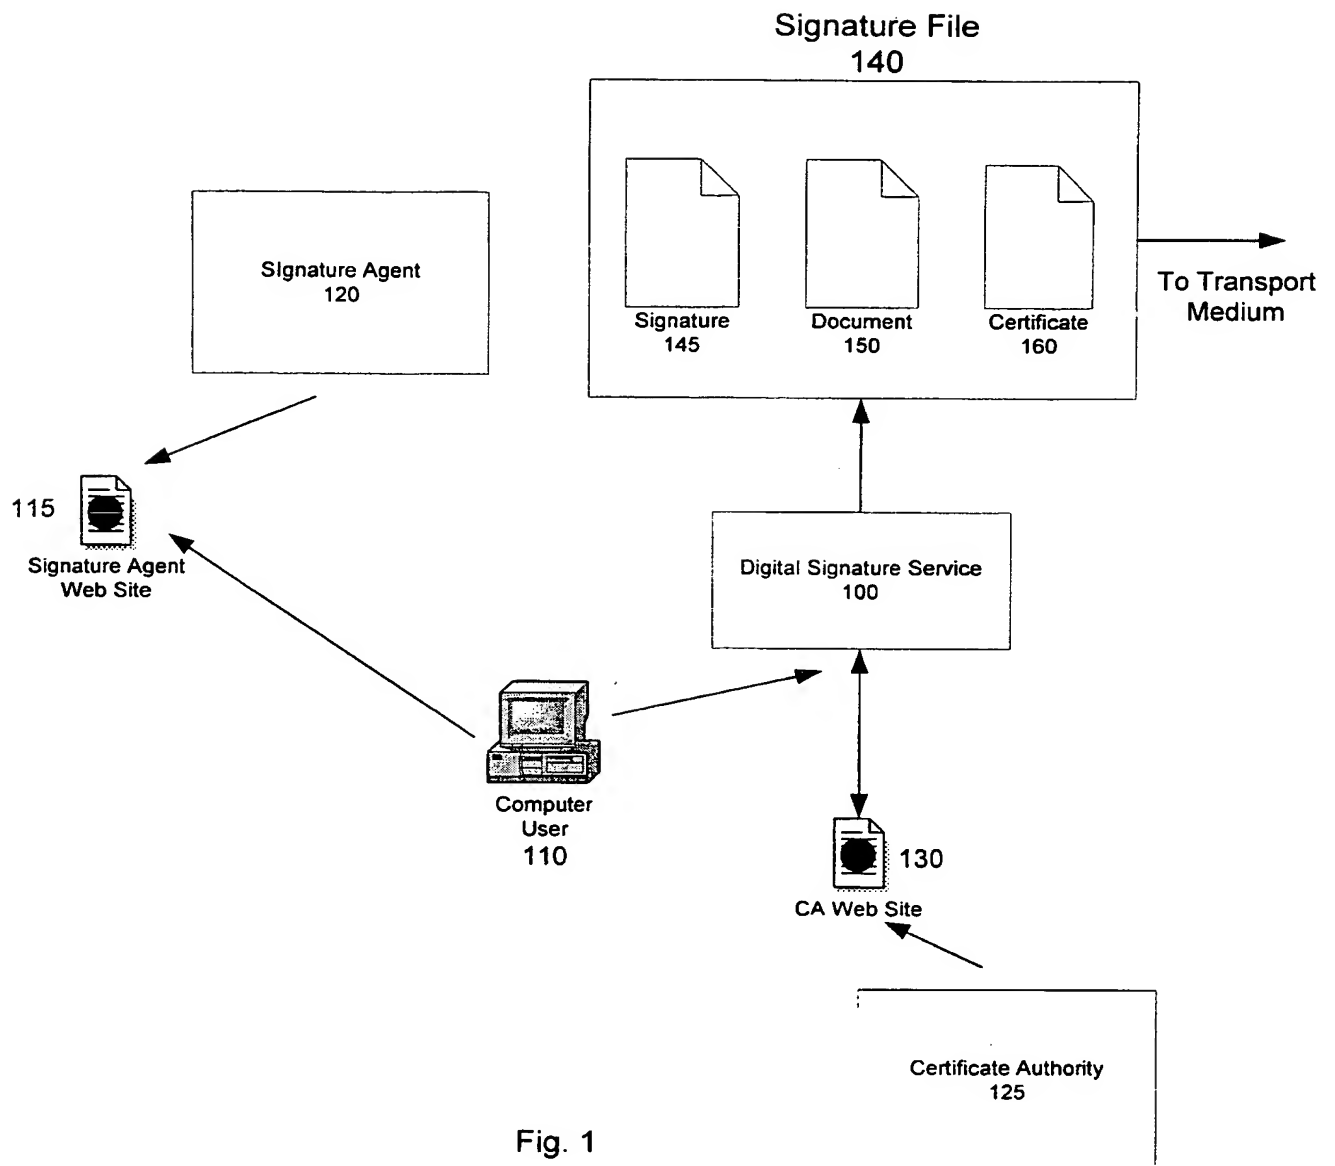 Signature File
140
SIgnature Agent
120
Signature
145
Document
150
Certificate
160
To Transport
Medium
115
Signature Agent
Web Site
Digital Signature Service
100
Computer
User
110
130
CA Web Site
Certificate Authority
125
Fig. 1